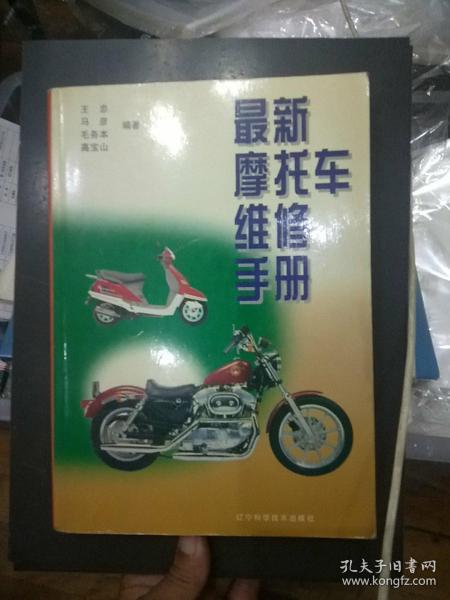 王忠
马彦
毛务本
高宝山
编著
最新
摩托车
维修
手册
辽宁科学技术出版社
孔夫子旧书网
www.kongfz.com